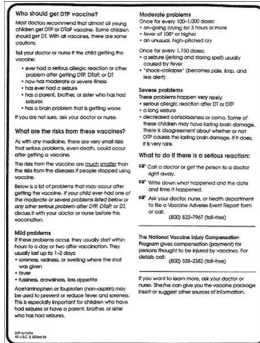 Who should get DTP vaccine?
Most doctors recommend that almost all young
children get DTP or DTaP vaccine. Some children
should get DT. With all vaccines, there are some
cautions.
Tell your doctor or nurse if the child getting the
vaccine:
• ever had a serious allergic reaction or other
problem after getting DTP, DTaP, or DT
• now has moderate or severe illness
• has ever had a seizure
• has a parent, brother, or sister who has had
seizures
• has a brain problem that is getting worse
If you are not sure, ask your doctor or nurse.
What are the risks from these vaccines?
As with any medicine, there are very small risks
that serious problems, even death, could occur
after getting a vaccine.
The risks from the vaccine are much smaller than
the risks from the diseases if people stopped using
vaccine.
Below is a list of problems that may occur after
getting the vaccine. If your child ever had one of
the moderate or severe problems listed below or
any other serious problem after DTP, DTaP or DT,
discuss it with your doctor or nurse before this
vaccination.
Mild problems
If these problems occur, they usually start within
hours to a day or two after vaccination. They
usually last up to 1-2 days:
• soreness, redness, or swelling where the shot
was given
• fever
• fussiness, drowsiness, less appetite
Acetaminophen or ibuprofen (non-aspirin) may
be used to prevent or reduce fever and soreness.
This is especially important for children who have
had seizures or have a parent, brother, or sister
who has had seizures.
Moderate problems
Once for every 100-1,000 doses:
• on-going crying for 3 hours or more
• fever of 105° or higher
• an unusual, high-pitched cry
Once for every 1,750 doses:
• a seizure (jerking and staring spell) usually
caused by fever
• "shock-collapse" (becomes pale, limp, and
less alert)
Severe problems
These problems happen very rarely:
• serious allergic reaction after DT or DTP
• a long seizure
• decreased consciousness or coma. Some of
these children may have lasting brain damage.
There is disagreement about whether or not
DTP causes the lasting brain damage. If it does,
it is very rare.
What to do if there is a serious reaction:
Call a doctor or get the person to a doctor
right away.
Write down what happened and the date
and time it happened.
Ask your doctor, nurse, or health department
to file a Vaccine Adverse Event Report form
or call:
(800) 822-7967 (toll-free)
The National Vaccine Injury Compensation
Program gives compensation (payment) for
persons thought to be injured by vaccines. For
details call:
(800) 338-2382 (toll-free)
If you want to learn more, ask your doctor or
nurse. She/he can give you the vaccine package
insert or suggest other sources of information.